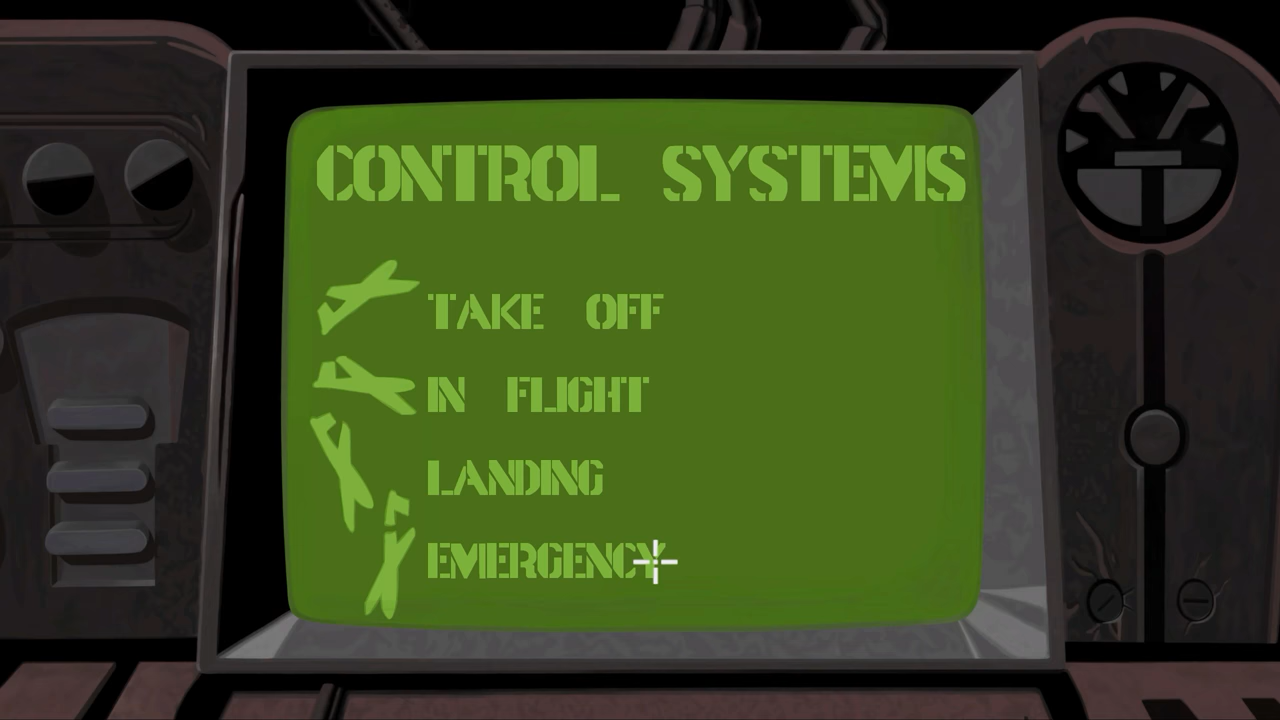 CONTROL SYSTEMS
TAKE OFF
IN FLIGHT
LANDING
EMERGENCY